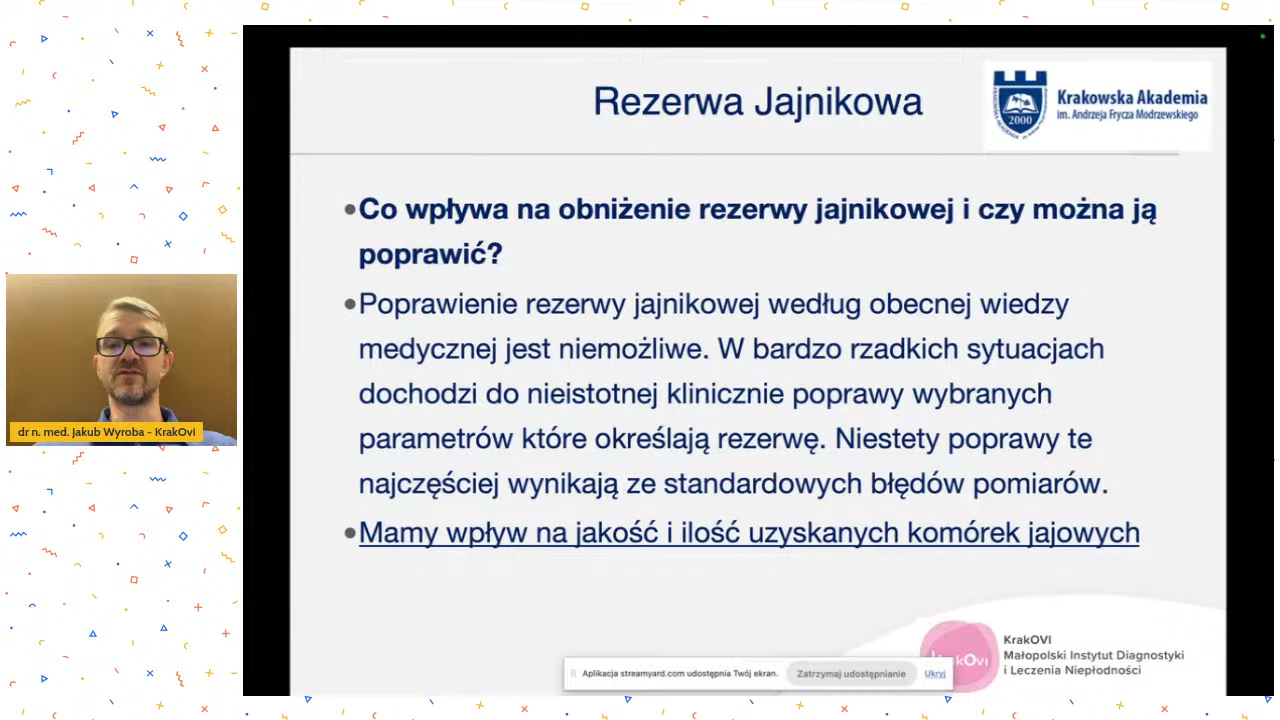 Rezerwa Jajnikowa
2000
Krakowska Akademia
im. Andrzeja Frycza Modrzewskiego
•Co wpływa na obniżenie rezerwy jajnikowej i czy można ją
poprawić?
•Poprawienie rezerwy jajnikowej według obecnej wiedzy
medycznej jest niemożliwe. W bardzo rzadkich sytuacjach
dochodzi do nieistotnej klinicznie poprawy wybranych
parametrów które określają rezerwę. Niestety poprawy te
najczęściej wynikają ze standardowych błędów pomiarów.
•Mamy wpływ na jakość i ilość uzyskanych komórek jajowych
dr n. med. Jakub Wyroba - KrakOvi
KrakOVI
Małopolski Instytut Diagnostyki
i Leczenia Niepłodności
Aplikacja streamyard.com udostępnia Twój ekran. Zatrzymaj udostępnianie Ukryj